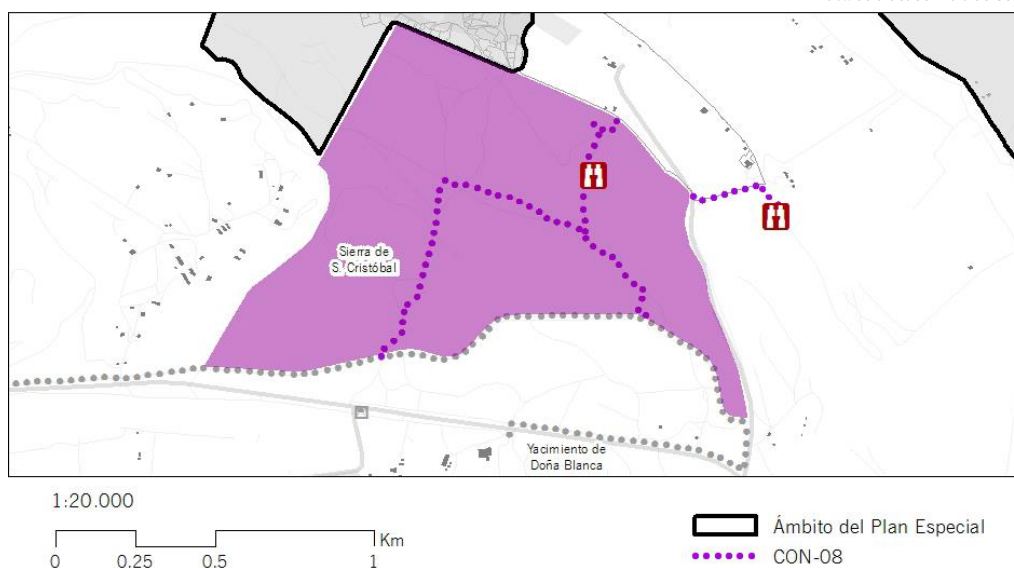 Sierra de
S. Cristóbal
Yacimiento de
Doña Blanca
1:20.000
Km
0 0.25 0.5 1
Ámbito del Plan Especial
CON-08